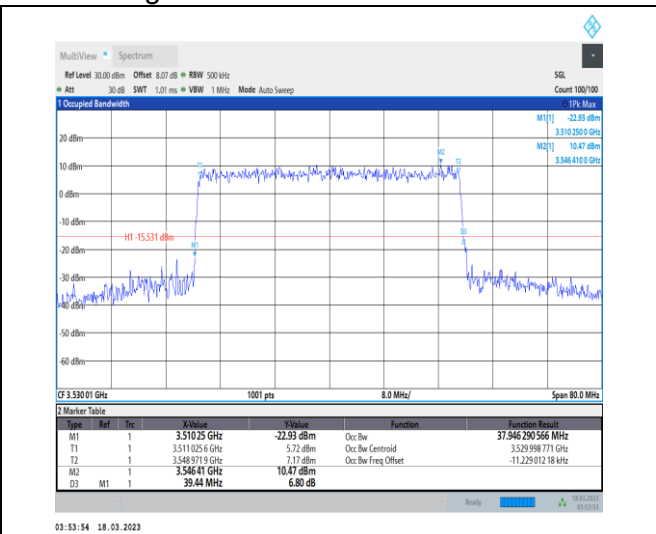 MultiView Spectrum
Ref Level 30.00 dBm Offset 8.07 dB RBW 500 kHz SGL
Att 30 dB SWT 1.01 ms VBW 1 MHz Mode Auto Sweep Count 100/100
1 Occupied Bandwidth 1Pk Max
M1[1] -22.93 dBm
3.510 250 0 GHz
M2[1] 10.47 dBm
3.546 410 0 GHz
20 dBm
10 dBm
0 dBm
-10 dBm
-20 dBm
-30 dBm
-40 dBm
-50 dBm
-60 dBm
T1
M2
T2
D3
H1 -15.531 dBm
M1
CF 3.530 01 GHz 1001 pts 8.0 MHz/ Span 80.0 MHz
2 Marker Table
Type Ref Trc X-Value Y-Value Function Function Result
M1 1 3.510 25 GHz -22.93 dBm Occ Bw 37.946 290 566 MHz
T1 1 3.511 025 6 GHz 5.72 dBm Occ Bw Centroid 3.529 998 771 GHz
T2 1 3.548 971 9 GHz 7.17 dBm Occ Bw Freq Offset -11.229 012 18 kHz
M2 1 3.546 41 GHz 10.47 dBm
D3 M1 1 39.44 MHz 6.80 dB
Ready 18.03.2023
03:53:53
03:53:54 18.03.2023